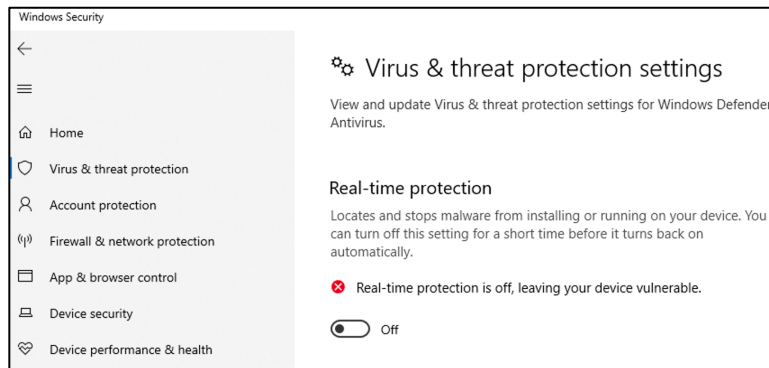 Windows Security
Home
Virus & threat protection
Account protection
Firewall & network protection
App & browser control
Device security
Device performance & health
Virus & threat protection settings
View and update Virus & threat protection settings for Windows Defender
Antivirus.
Real-time protection
Locates and stops malware from installing or running on your device. You
can turn off this setting for a short time before it turns back on
automatically.
Real-time protection is off, leaving your device vulnerable.
Off